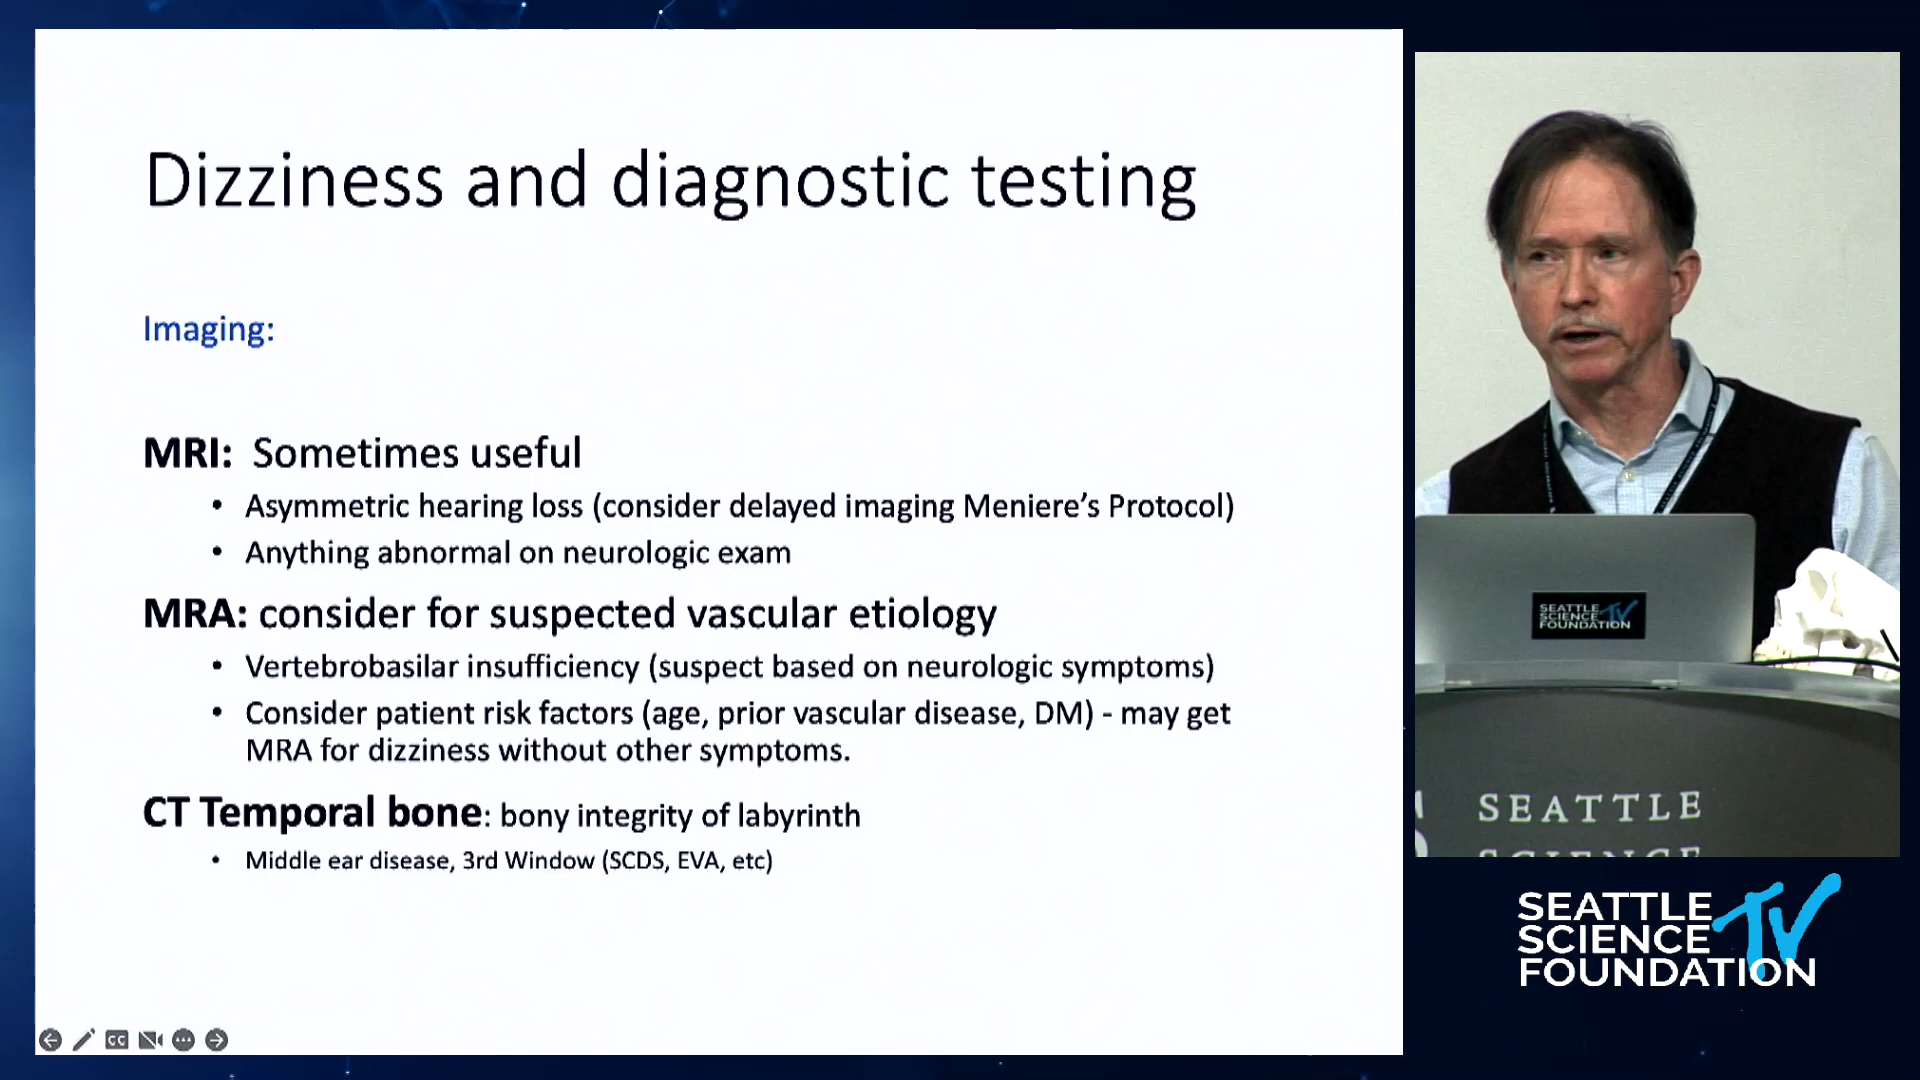 Dizziness and diagnostic testing
Imaging:
MRI: Sometimes useful
• Asymmetric hearing loss (consider delayed imaging Meniere’s Protocol)
• Anything abnormal on neurologic exam
MRA: consider for suspected vascular etiology
• Vertebrobasilar insufficiency (suspect based on neurologic symptoms)
• Consider patient risk factors (age, prior vascular disease, DM) - may get
MRA for dizziness without other symptoms.
CT Temporal bone: bony integrity of labyrinth
• Middle ear disease, 3rd Window (SCDS, EVA, etc)
CC
SEATTLE
SCIENCE TV
FOUNDATION
SEATTLE
SCIENCE
SEATTLE
SCIENCE TV
FOUNDATION